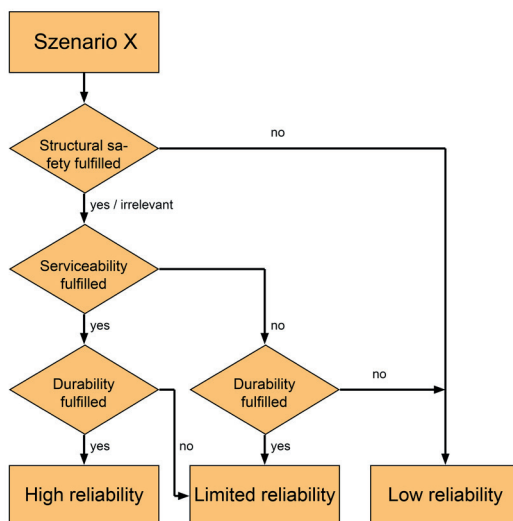 Szenario X
no
Structural sa-
fety fulfilled
yes / irrelevant
Serviceability
fulfilled
yes
no
Durability
fulfilled
Durability
fulfilled
no
yes
no
yes
High reliability
Limited reliability
Low reliability